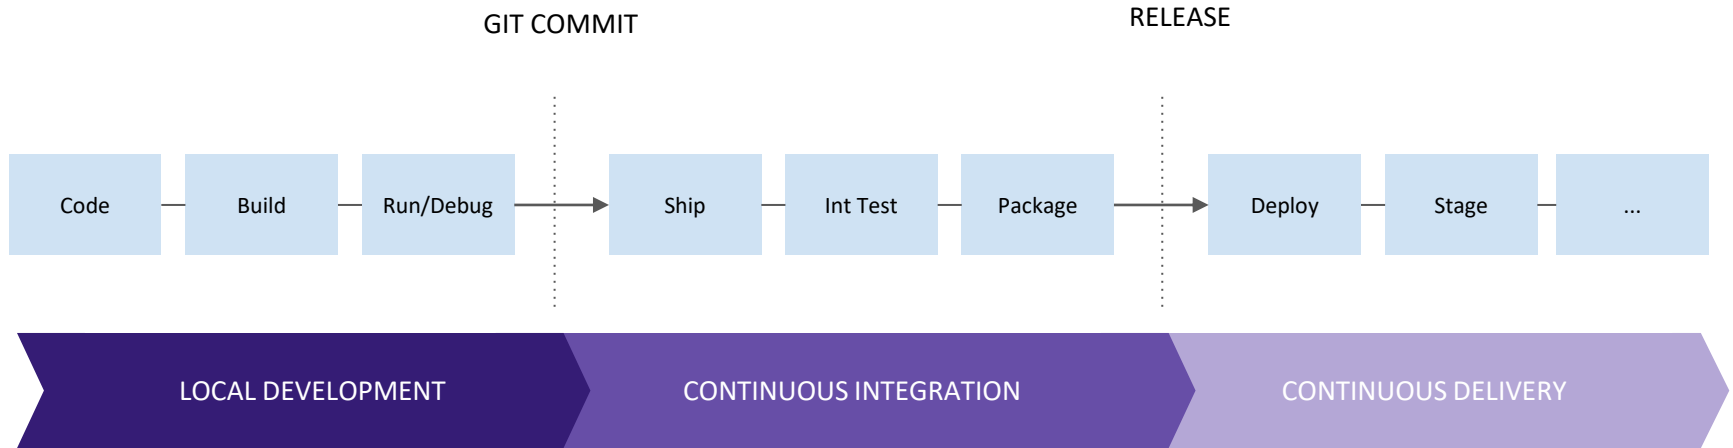 GIT COMMIT
RELEASE
Code
Build
Run/Debug
Ship
Int Test
Package
Deploy
Stage
...
LOCAL DEVELOPMENT
CONTINUOUS INTEGRATION
CONTINUOUS DELIVERY